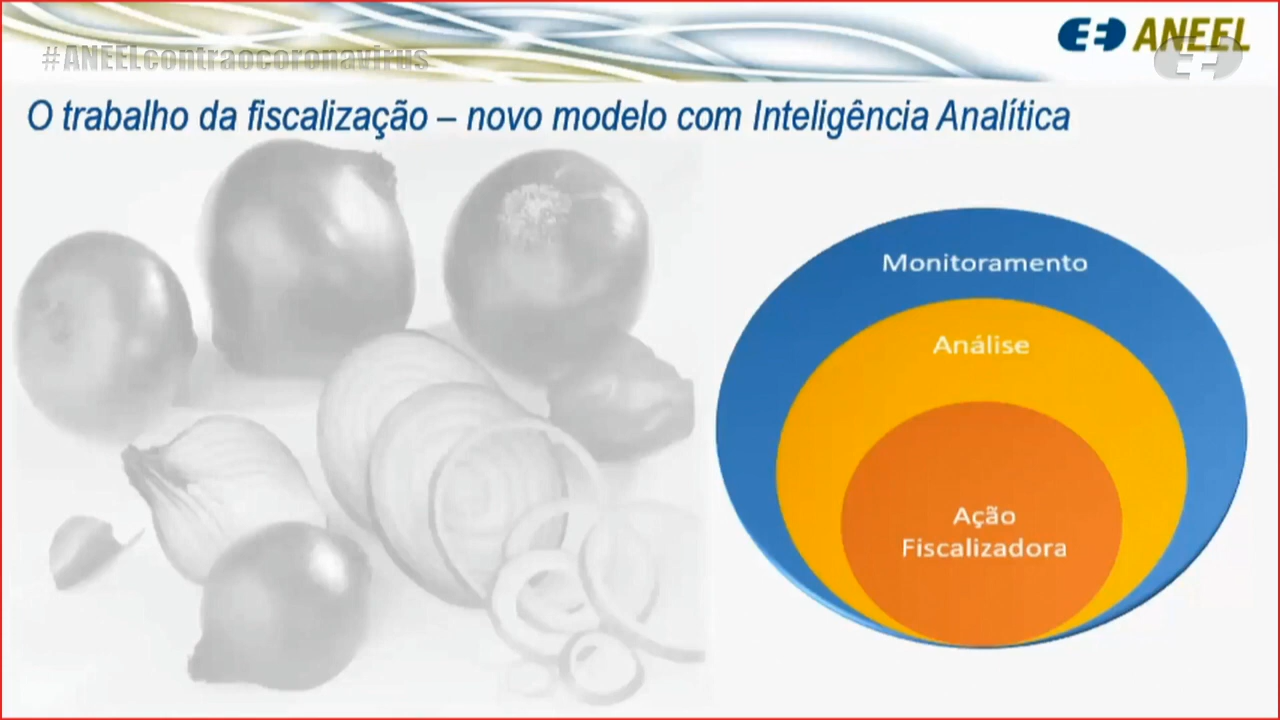 #ANEELcontraocoronavirus
ANEEL
O trabalho da fiscalização – novo modelo com Inteligência Analítica
Monitoramento
Análise
Ação
Fiscalizadora